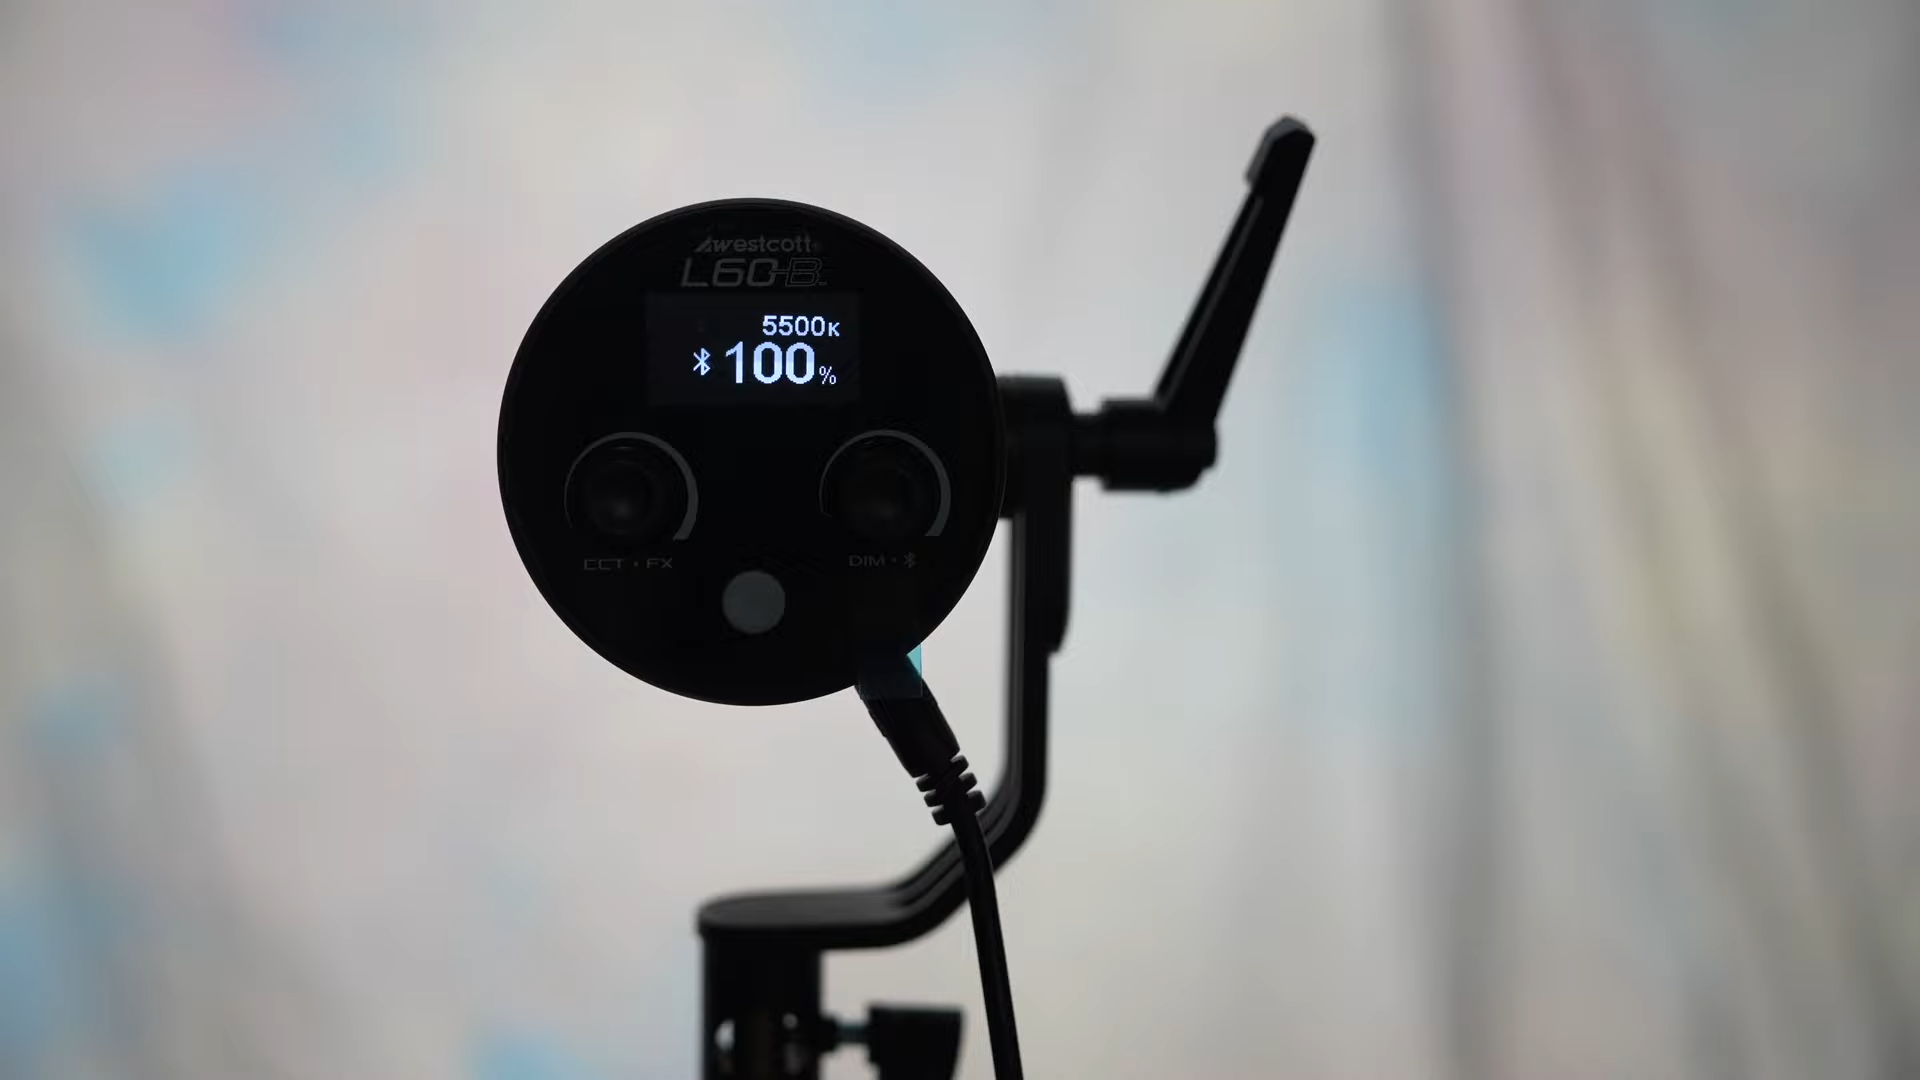 westcott
L60-B
5500K
100%
CCT • FX
DIM •